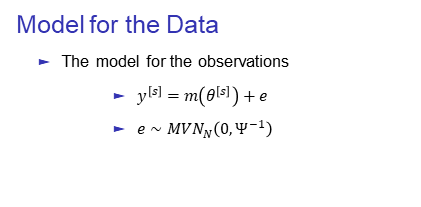 Model for the Data
► The model for the observations
► y^[s] = m(θ^[s]) + e
► e ~ MVN_N(0, Ψ^−1)